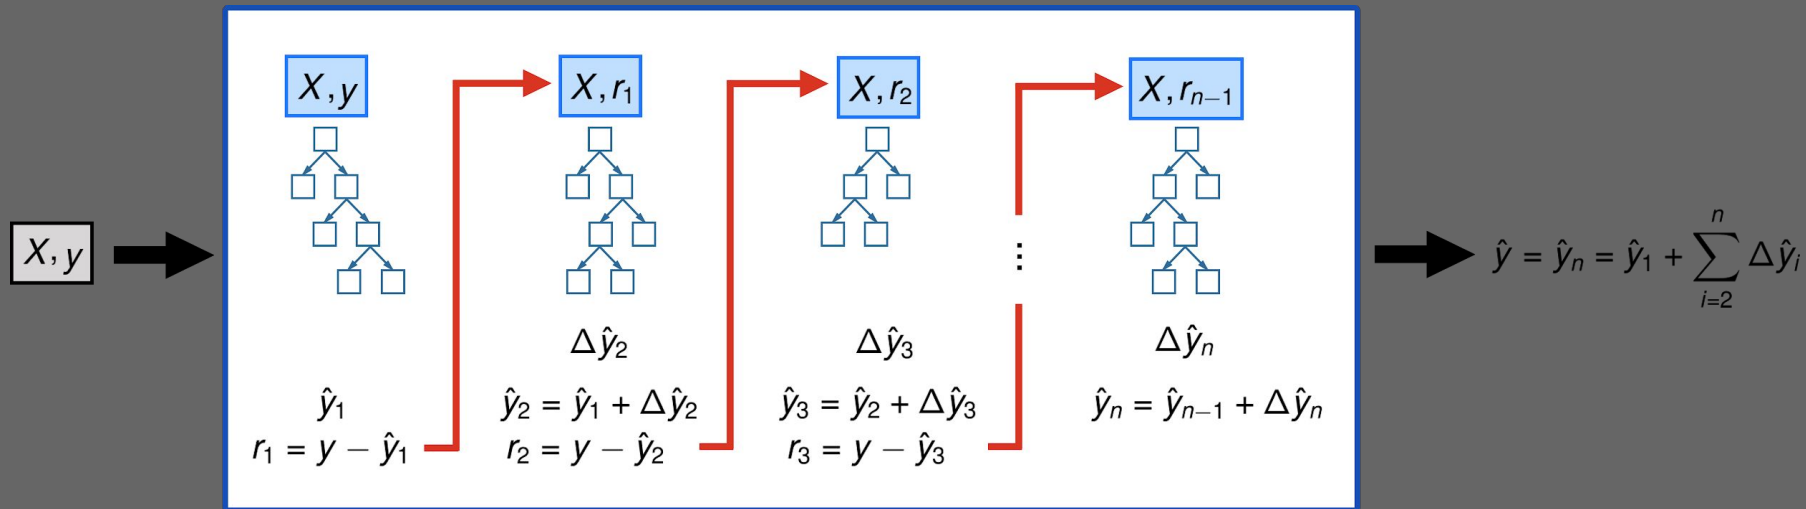 X, y
X, y
X, r₁
X, r₂
X, rₙ₋₁
⋮
Δŷ₂
Δŷ₃
Δŷₙ
ŷ₁
ŷ₂ = ŷ₁ + Δŷ₂
ŷ₃ = ŷ₂ + Δŷ₃
ŷₙ = ŷₙ₋₁ + Δŷₙ
r₁ = y − ŷ₁
r₂ = y − ŷ₂
r₃ = y − ŷ₃
ŷ = ŷₙ = ŷ₁ + ∑ᵢ₌₂ⁿ Δŷᵢ